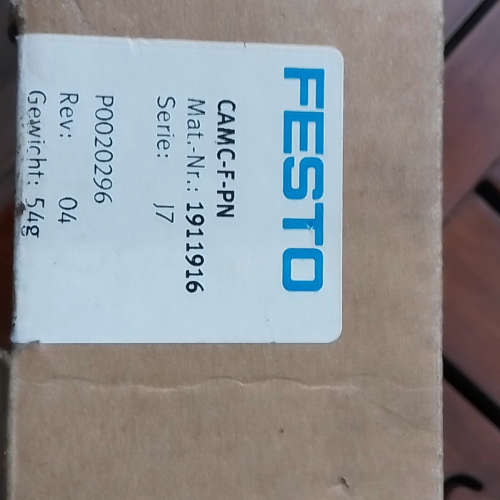 FESTO
CAMC-F-PN
Mat.-Nr.: 1911916
Serie: J7
P0020296
Rev: 04
Gewicht: 54g